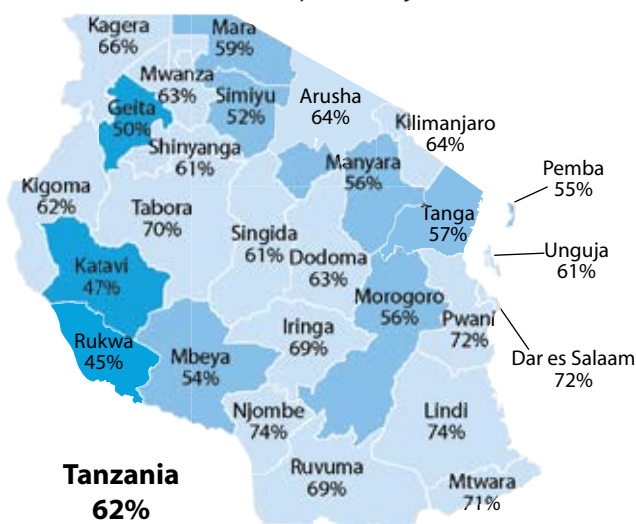 Kagera
66%
Mara
59%
Mwanza
63%
Geita
50%
Simiyu
52%
Arusha
64%
Kilimanjaro
64%
Shinyanga
61%
Manyara
56%
Pemba
55%
Kigoma
62%
Tabora
70%
Tanga
57%
Singida
61%
Dodoma
63%
Unguja
61%
Katavi
47%
Morogoro
56%
Pwani
72%
Rukwa
45%
Mbeya
54%
Iringa
69%
Dar es Salaam
72%
Njombe
74%
Lindi
74%
Ruvuma
69%
Mtwara
71%
Tanzania
62%